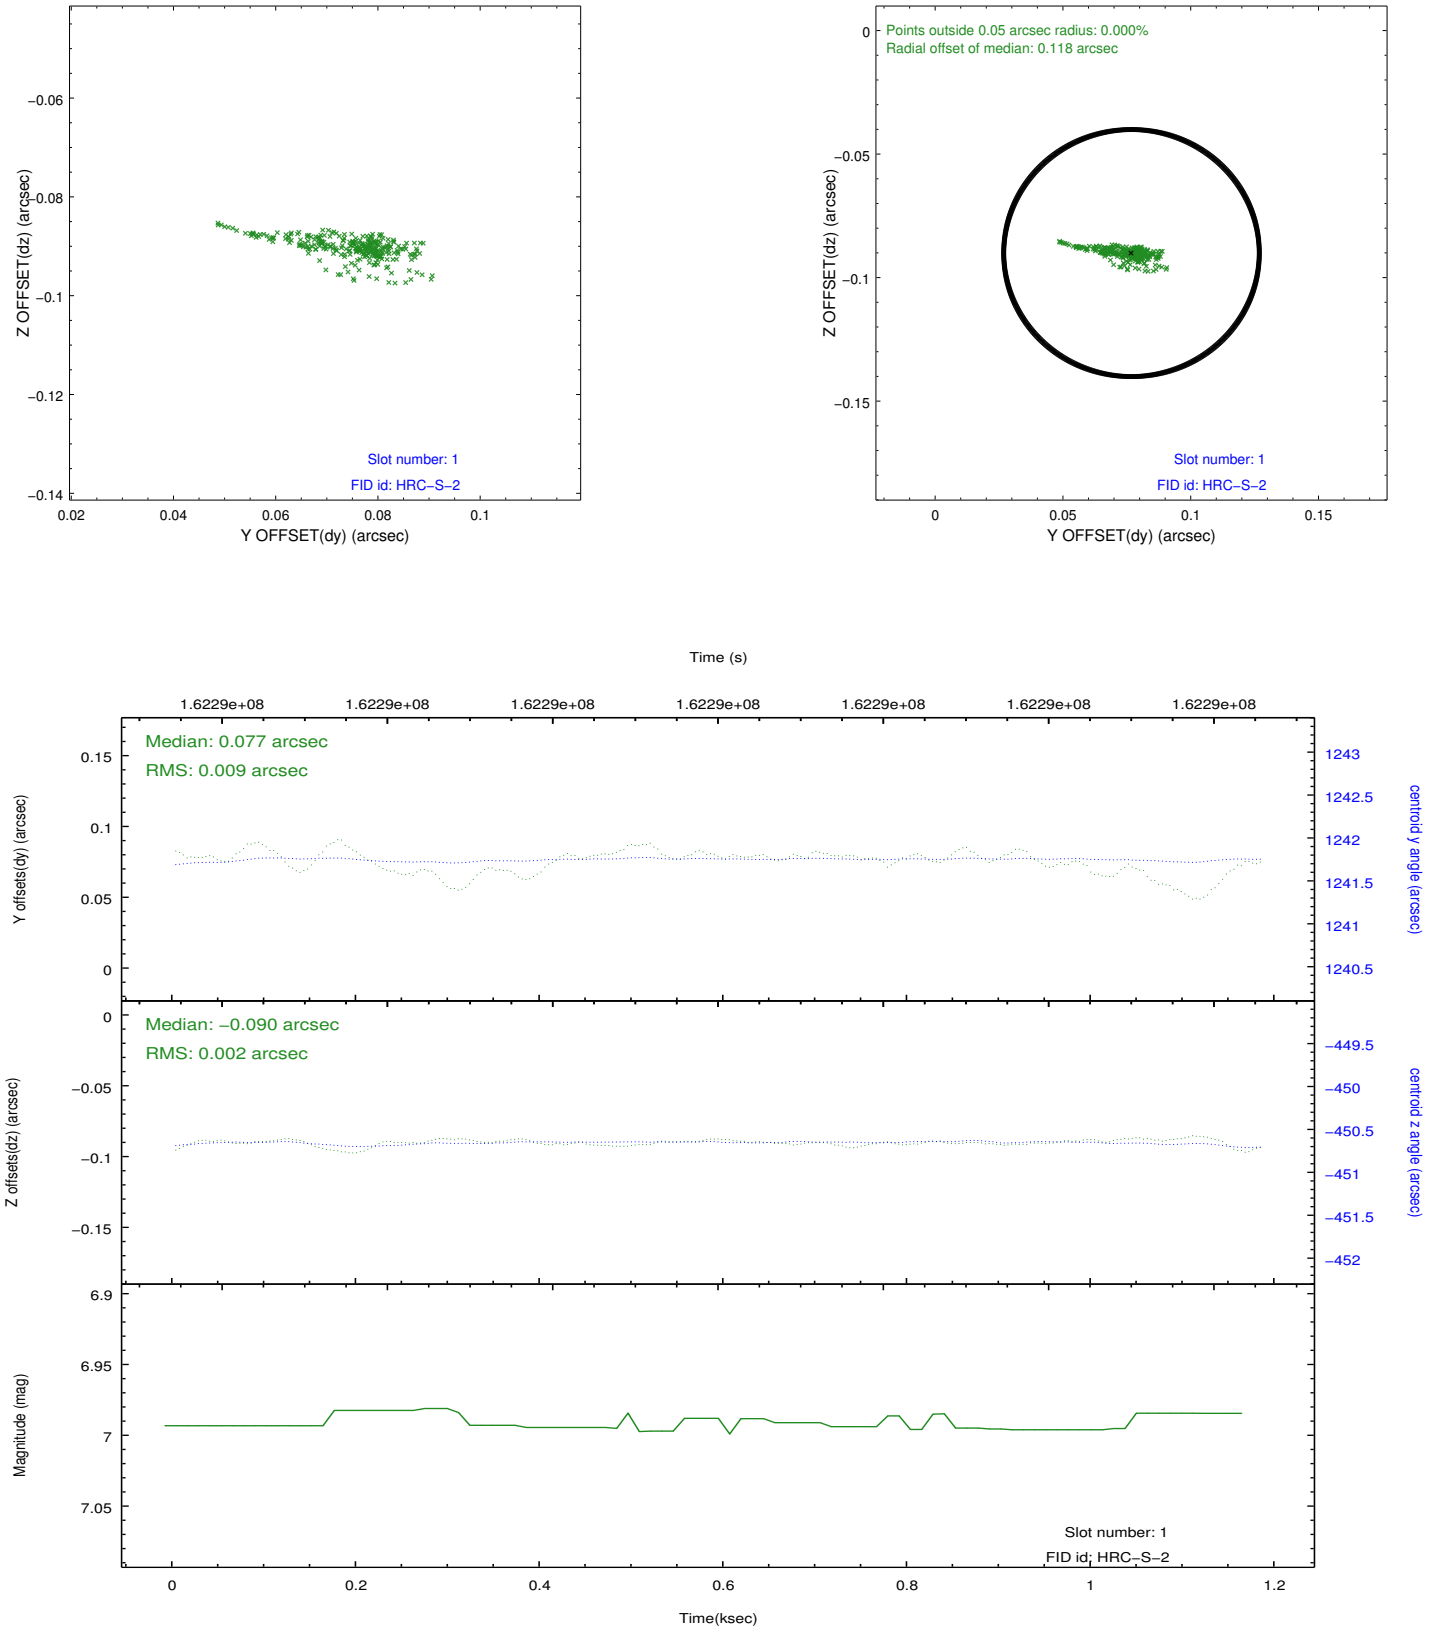 −0.06
−0.08
−0.1
−0.12
−0.14
Z OFFSET(dz) (arcsec)
Slot number: 1
FID id: HRC−S−2
0.02 0.04 0.06 0.08 0.1
Y OFFSET(dy) (arcsec)
Points outside 0.05 arcsec radius: 0.000%
Radial offset of median: 0.118 arcsec
0
−0.05
−0.1
−0.15
Z OFFSET(dz) (arcsec)
Slot number: 1
FID id: HRC−S−2
0 0.05 0.1 0.15
Y OFFSET(dy) (arcsec)
Time (s)
1.6229e+08 1.6229e+08 1.6229e+08 1.6229e+08 1.6229e+08 1.6229e+08 1.6229e+08
Median: 0.077 arcsec
RMS: 0.009 arcsec
0.15
0.1
0.05
0
Y offsets(dy) (arcsec)
1243
1242.5
1242
1241.5
1241
1240.5
centroid y angle (arcsec)
Median: −0.090 arcsec
RMS: 0.002 arcsec
0
−0.05
−0.1
−0.15
Z offsets(dz) (arcsec)
−449.5
−450
−450.5
−451
−451.5
−452
centroid z angle (arcsec)
6.9
6.95
7
7.05
Magnitude (mag)
Slot number: 1
FID id: HRC−S−2
0 0.2 0.4 0.6 0.8 1 1.2
Time(ksec)